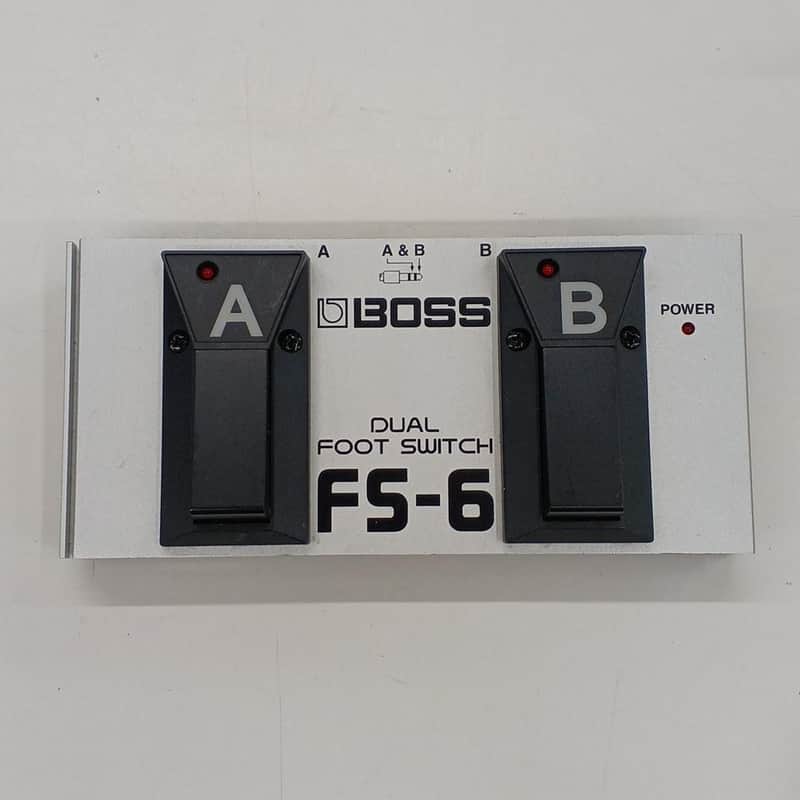 A A & B B
A
BOSS
B
POWER
DUAL
FOOT SWITCH
FS-6